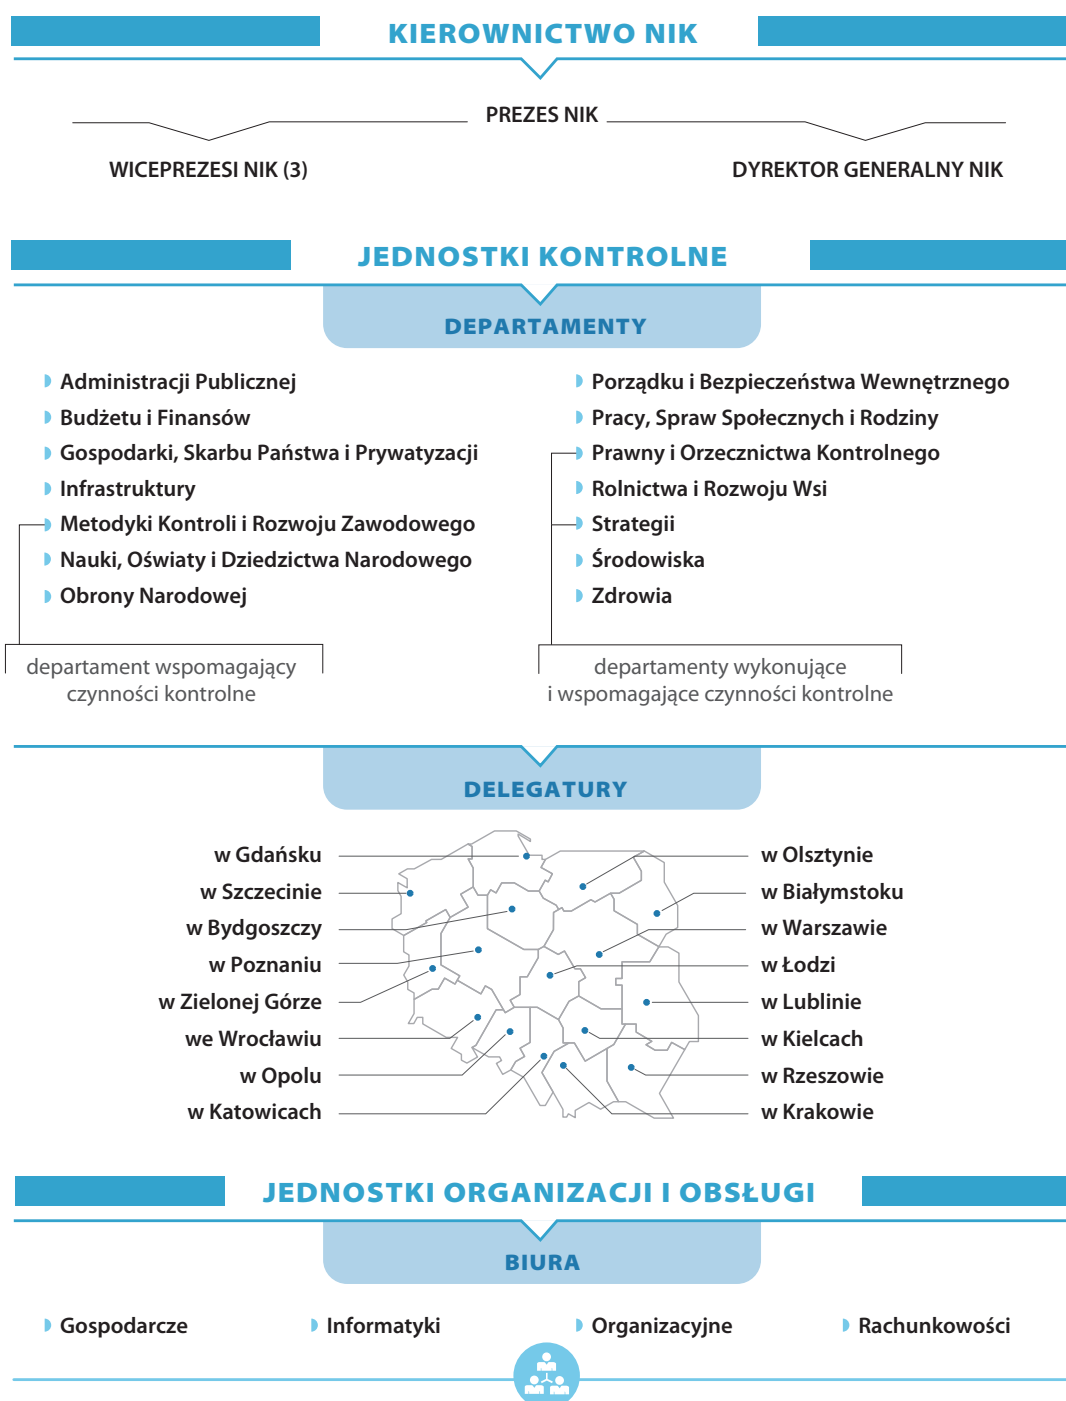 KIEROWNICTWO NIK
PREZES NIK
WICEPREZESI NIK (3)
DYREKTOR GENERALNY NIK
JEDNOSTKI KONTROLNE
DEPARTAMENTY
Administracji Publicznej
Budżetu i Finansów
Gospodarki, Skarbu Państwa i Prywatyzacji
Infrastruktury
Metodyki Kontroli i Rozwoju Zawodowego
Nauki, Oświaty i Dziedzictwa Narodowego
Obrony Narodowej
departament wspomagający
czynności kontrolne
Porządku i Bezpieczeństwa Wewnętrznego
Pracy, Spraw Społecznych i Rodziny
Prawny i Orzecznictwa Kontrolnego
Rolnictwa i Rozwoju Wsi
Strategii
Środowiska
Zdrowia
departamenty wykonujące
i wspomagające czynności kontrolne
DELEGATURY
w Gdańsku
w Szczecinie
w Bydgoszczy
w Poznaniu
w Zielonej Górze
we Wrocławiu
w Opolu
w Katowicach
w Olsztynie
w Białymstoku
w Warszawie
w Łodzi
w Lublinie
w Kielcach
w Rzeszowie
w Krakowie
JEDNOSTKI ORGANIZACJI I OBSŁUGI
BIURA
Gospodarcze
Informatyki
Organizacyjne
Rachunkowości